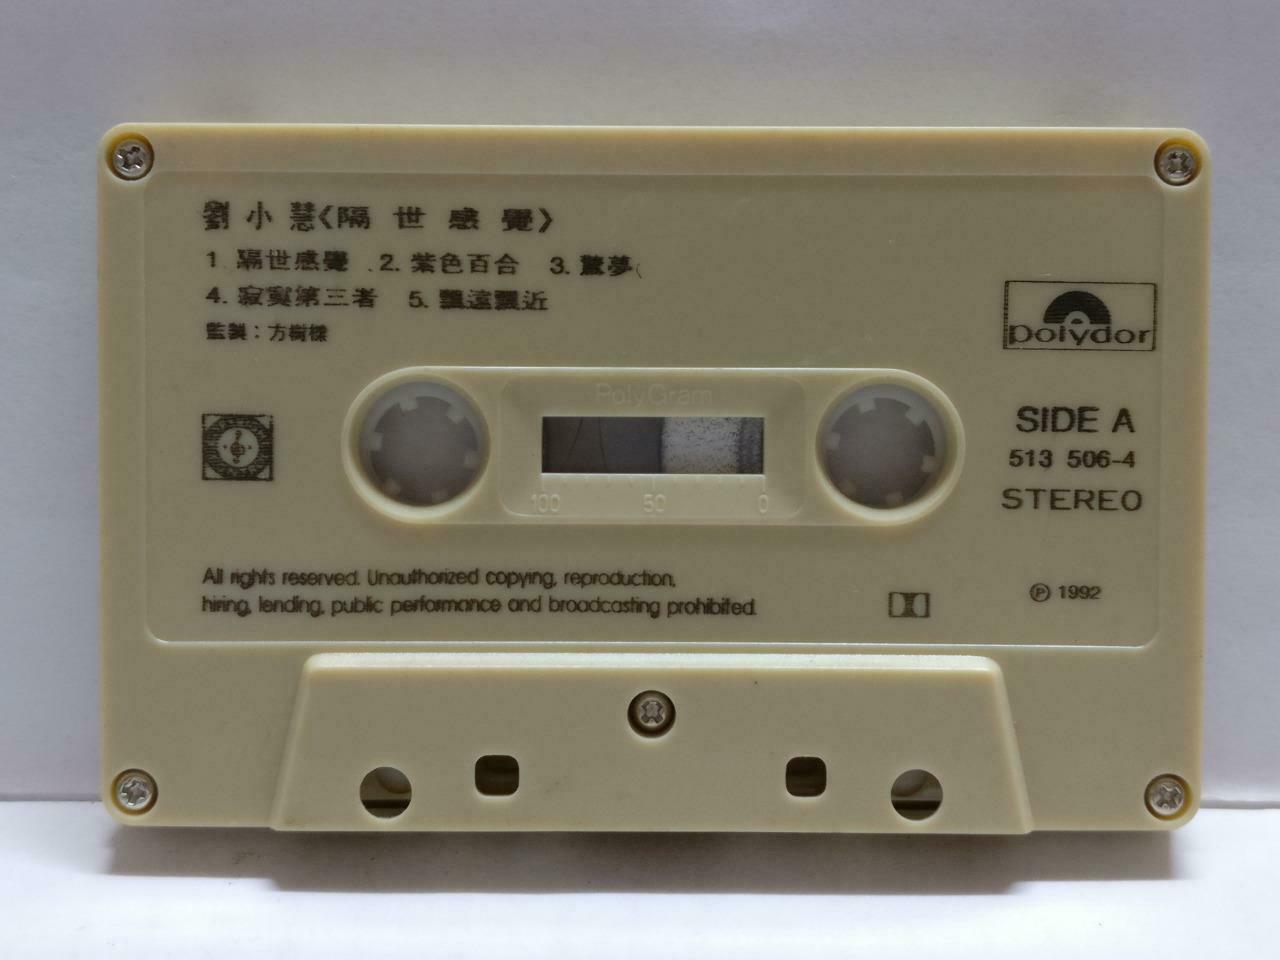 劉小慧〈隔世感覺〉
1. 隔世感覺 2. 紫色百合 3. 驚夢
4. 寂寞第三者 5. 飄遠飄近
監製：方樹樑
polydor
PolyGram
SIDE A
513 506-4
STEREO
100 50 0
All rights reserved. Unauthorized copying, reproduction,
hiring, lending, public performance and broadcasting prohibited.
Ⓟ 1992